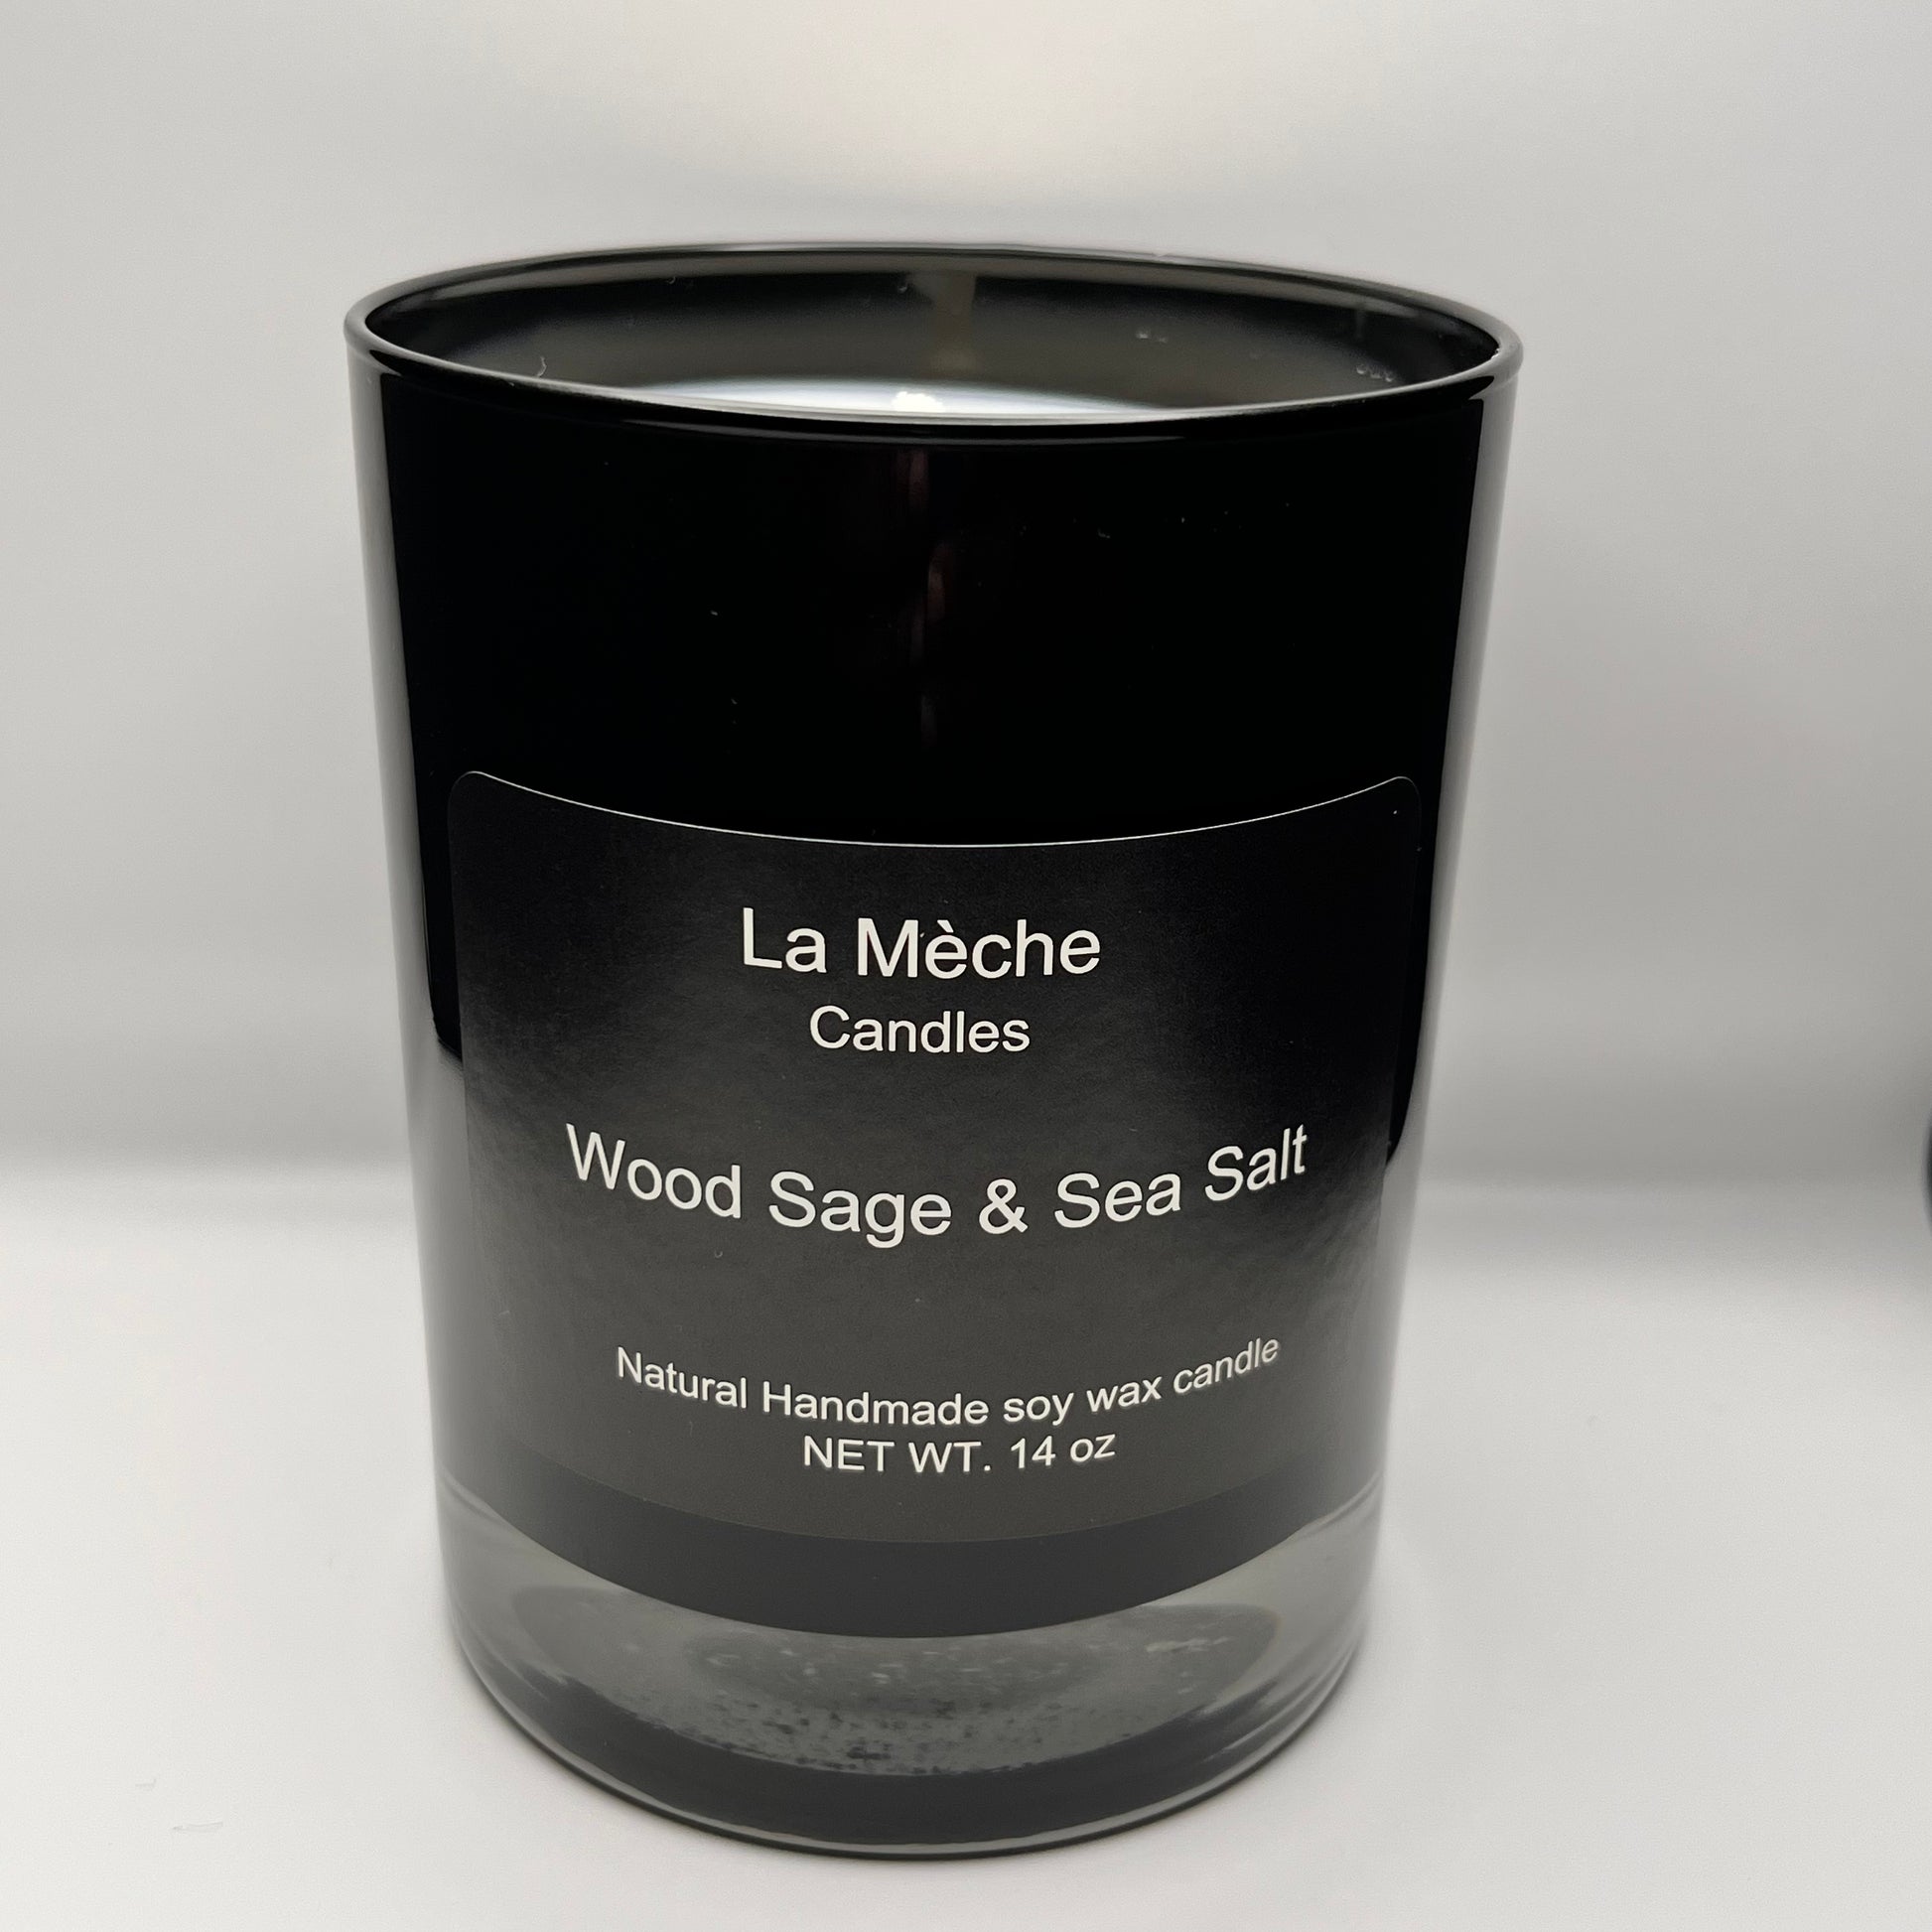 La Mèche
Candles
Wood Sage & Sea Salt
Natural Handmade soy wax candle
NET WT. 14 oz